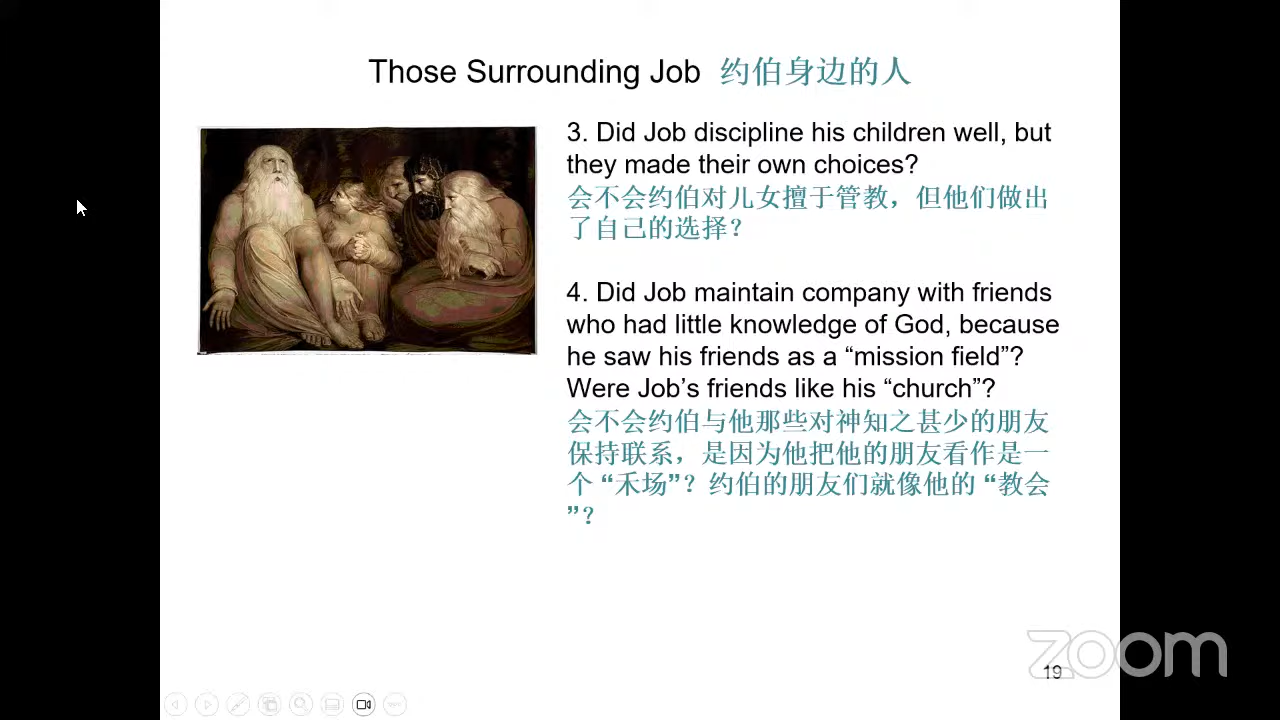 Those Surrounding Job 约伯身边的人
3. Did Job discipline his children well, but
they made their own choices?
会不会约伯对儿女擅于管教，但他们做出
了自己的选择？
4. Did Job maintain company with friends
who had little knowledge of God, because
he saw his friends as a “mission field”?
Were Job’s friends like his “church”?
会不会约伯与他那些对神知之甚少的朋友
保持联系，是因为他把他的朋友看作是一
个 “禾场”？约伯的朋友们就像他的 “教会
”？
zoom
19